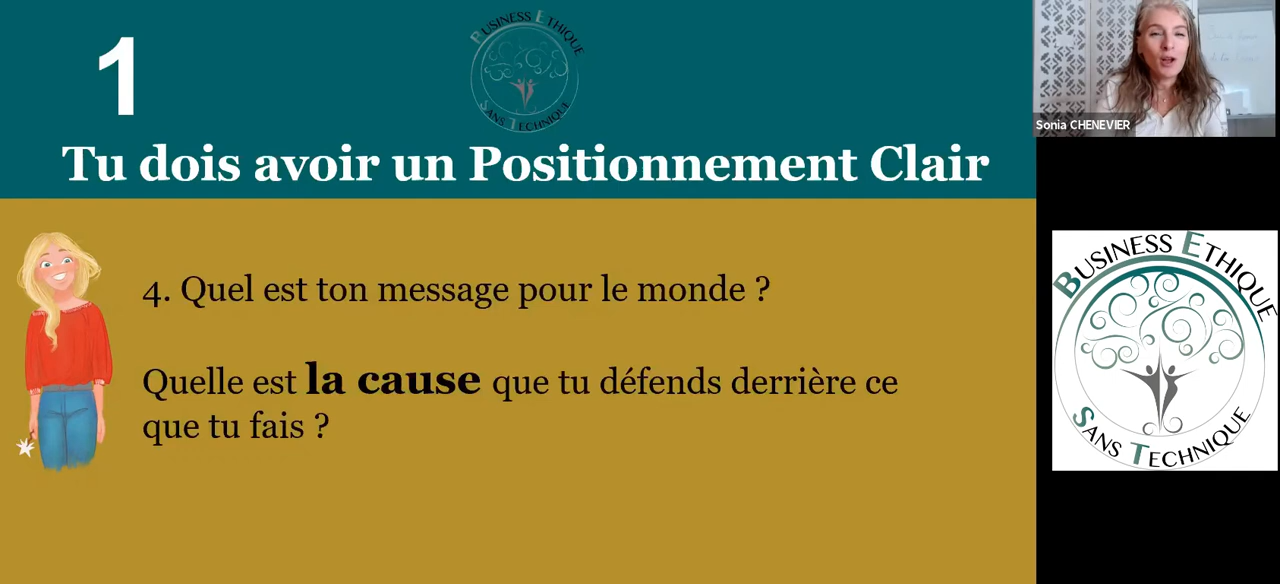 1
BUSINESS ETHIQUE
SANS TECHNIQUE
Tu dois avoir un Positionnement Clair
4. Quel est ton message pour le monde ?
Quelle est la cause que tu défends derrière ce
que tu fais ?
Sonia CHENEVIER
BUSINESS ETHIQUE
SANS TECHNIQUE